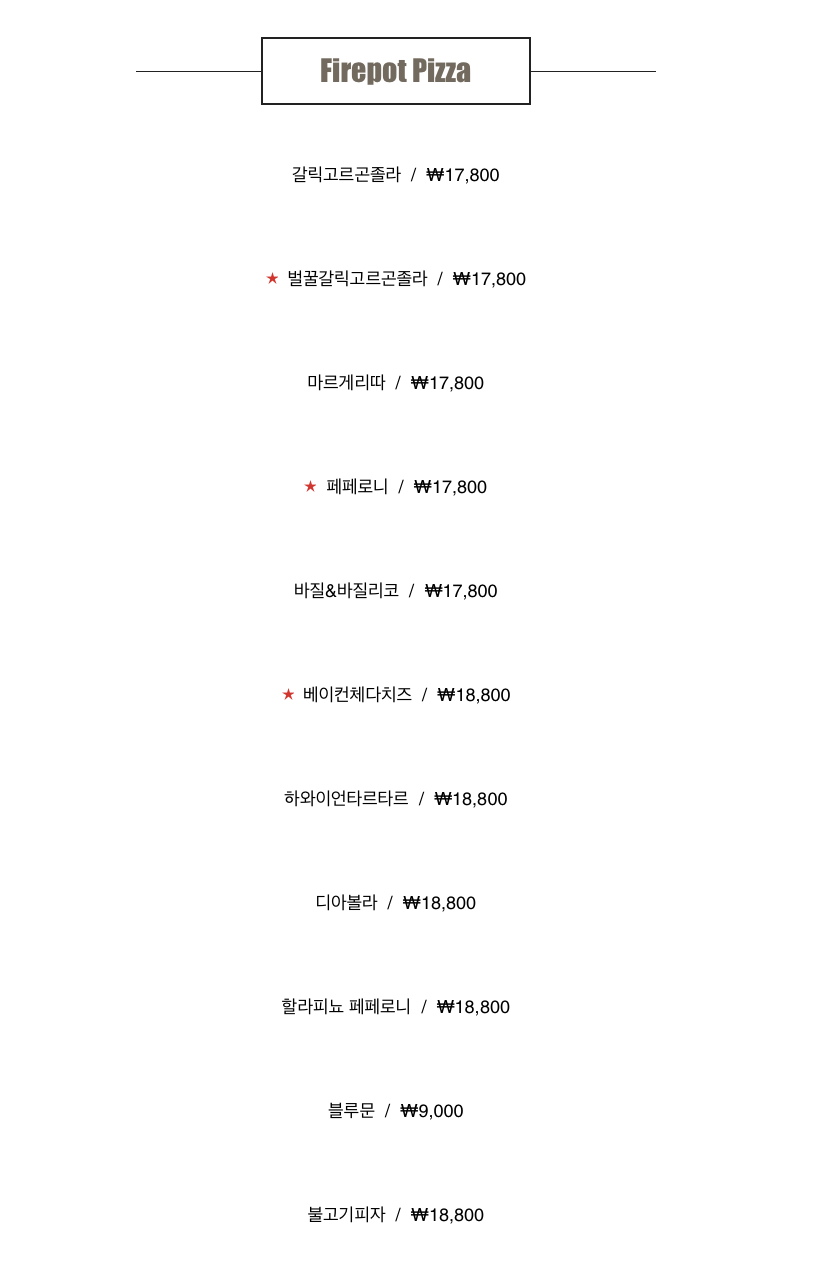 Firepot Pizza
갈릭고르곤졸라 / ₩17,800
★ 벌꿀갈릭고르곤졸라 / ₩17,800
마르게리따 / ₩17,800
★ 페페로니 / ₩17,800
바질&바질리코 / ₩17,800
★ 베이컨체다치즈 / ₩18,800
하와이언타르타르 / ₩18,800
디아볼라 / ₩18,800
할라피뇨 페페로니 / ₩18,800
블루문 / ₩9,000
불고기피자 / ₩18,800